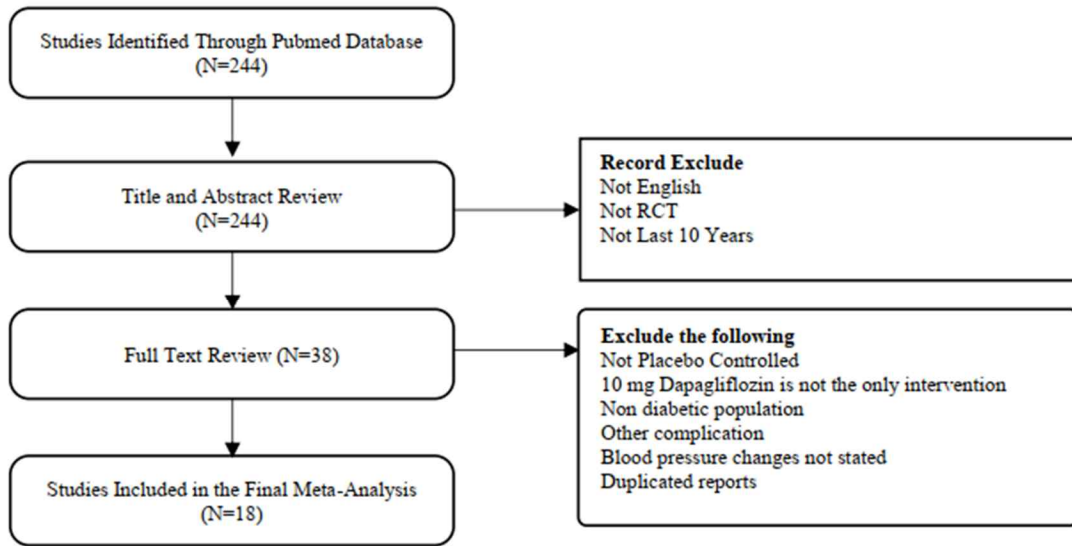 Studies Identified Through Pubmed Database
(N=244)
Title and Abstract Review
(N=244)
Record Exclude
Not English
Not RCT
Not Last 10 Years
Full Text Review (N=38)
Exclude the following
Not Placebo Controlled
10 mg Dapagliflozin is not the only intervention
Non diabetic population
Other complication
Blood pressure changes not stated
Duplicated reports
Studies Included in the Final Meta-Analysis
(N=18)